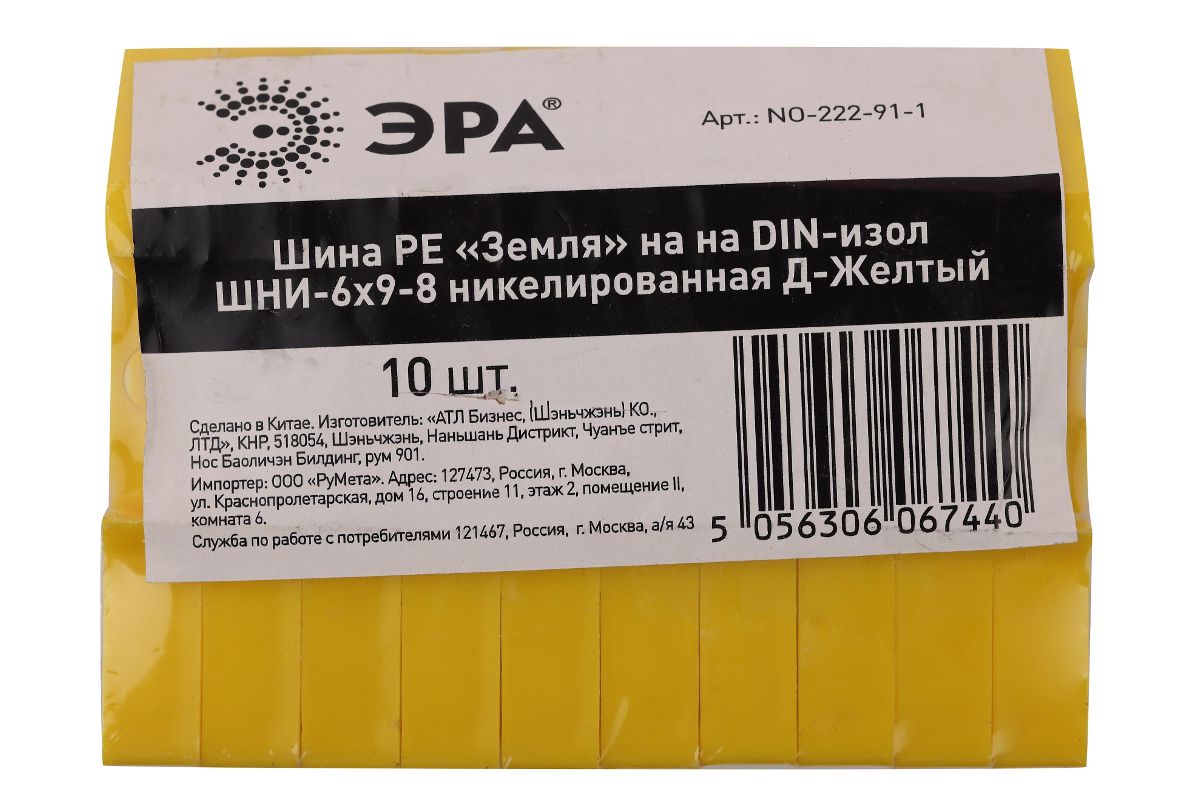 ЭРА®
Арт.: NO-222-91-1
Шина PE «Земля» на на DIN-изол
ШНИ-6х9-8 никелированная Д-Желтый
10 шт.
Сделано в Китае. Изготовитель: «АТЛ Бизнес, (Шэньчжэнь) КО.,
ЛТД», КНР, 518054, Шэньчжэнь, Наньшань Дистрикт, Чуанъе стрит,
Нос Баоличэн Билдинг, рум 901.
Импортер: ООО «РуМета». Адрес: 127473, Россия, г. Москва,
ул. Краснопролетарская, дом 16, строение 11, этаж 2, помещение II,
комната 6.
Служба по работе с потребителями 121467, Россия, г. Москва, а/я 43
5 056306 067440